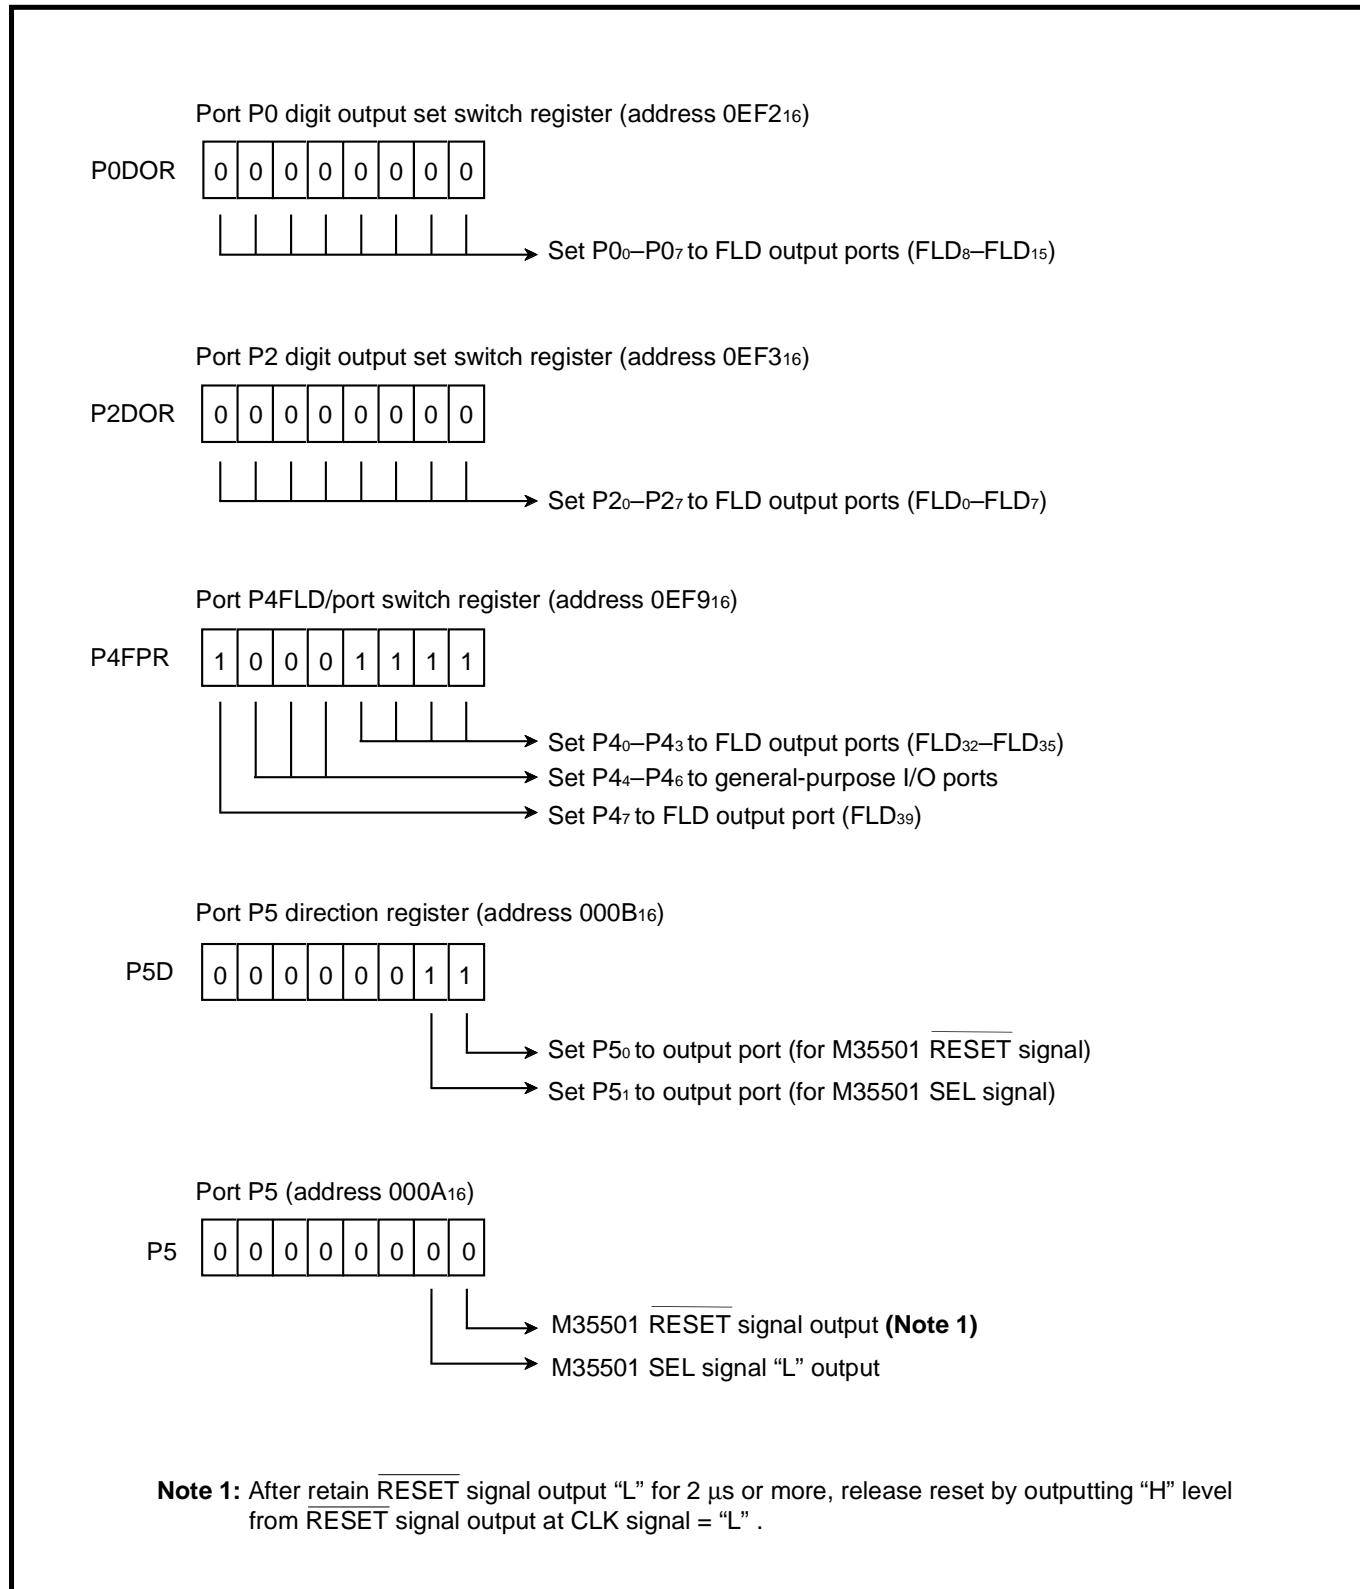 Port P0 digit output set switch register (address 0EF216)
P0DOR 0 0 0 0 0 0 0 0
Set P00–P07 to FLD output ports (FLD8–FLD15)
Port P2 digit output set switch register (address 0EF316)
P2DOR 0 0 0 0 0 0 0 0
Set P20–P27 to FLD output ports (FLD0–FLD7)
Port P4FLD/port switch register (address 0EF916)
P4FPR 1 0 0 0 1 1 1 1
Set P40–P43 to FLD output ports (FLD32–FLD35)
Set P44–P46 to general-purpose I/O ports
Set P47 to FLD output port (FLD39)
Port P5 direction register (address 000B16)
P5D 0 0 0 0 0 0 1 1
Set P50 to output port (for M35501 RESET signal)
Set P51 to output port (for M35501 SEL signal)
Port P5 (address 000A16)
P5 0 0 0 0 0 0 0 0
M35501 RESET signal output (Note 1)
M35501 SEL signal “L” output
Note 1: After retain RESET signal output “L” for 2 µs or more, release reset by outputting “H” level
from RESET signal output at CLK signal = “L” .